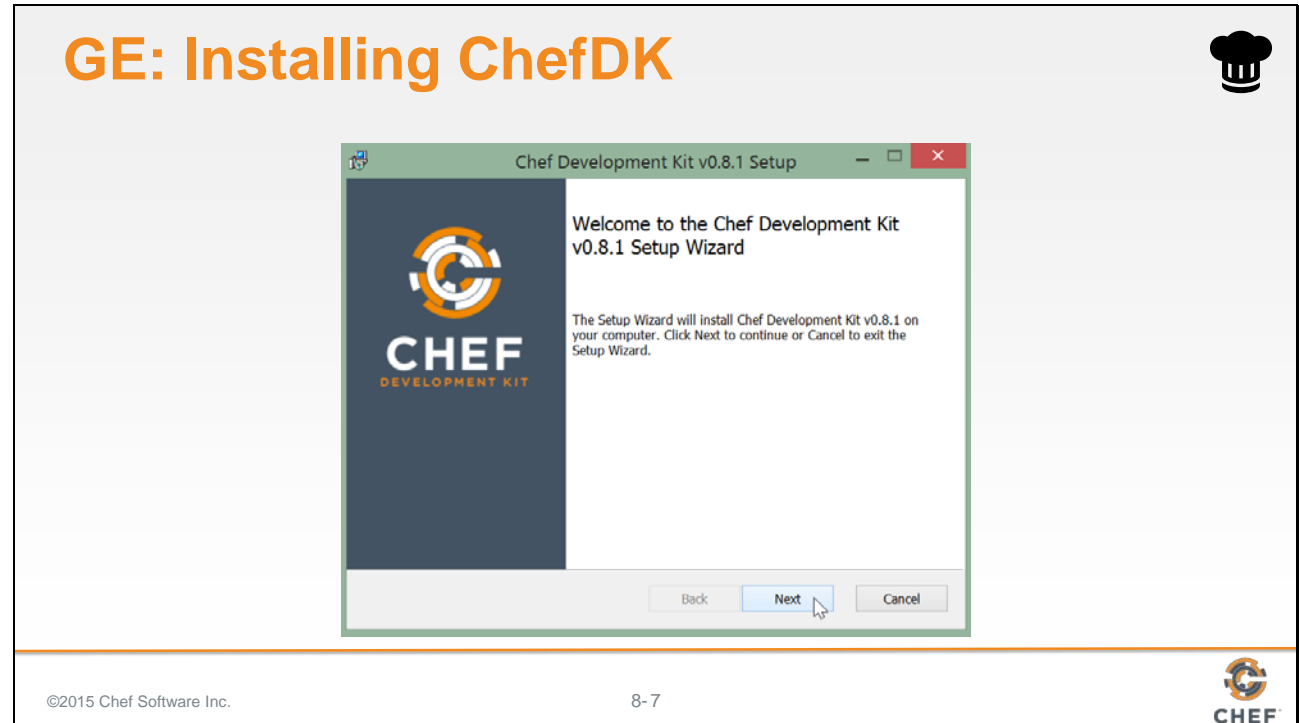 GE: Installing ChefDK
Chef Development Kit v0.8.1 Setup
Welcome to the Chef Development Kit
v0.8.1 Setup Wizard
The Setup Wizard will install Chef Development Kit v0.8.1 on
your computer. Click Next to continue or Cancel to exit the
Setup Wizard.
CHEF
DEVELOPMENT KIT
Back
Next
Cancel
©2015 Chef Software Inc.
8-7
CHEF